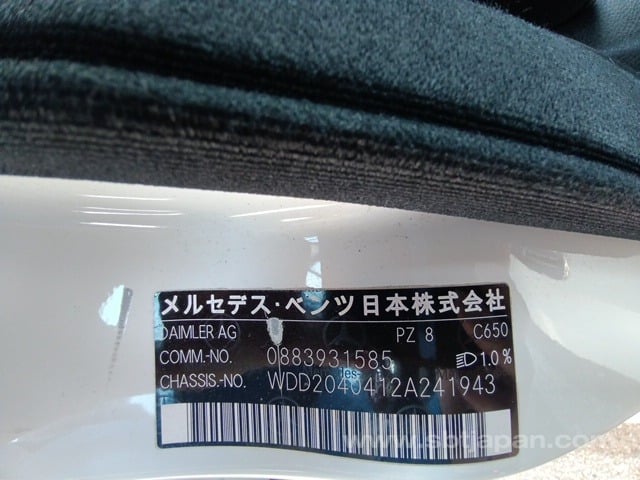 メルセデス・ベンツ日本株式会社
DAIMLER AG PZ 8 C650
COMM.-NO. 0883931585 1.0%
CHASSIS.-NO. WDD2040412A241943
www.sbtjapan.com